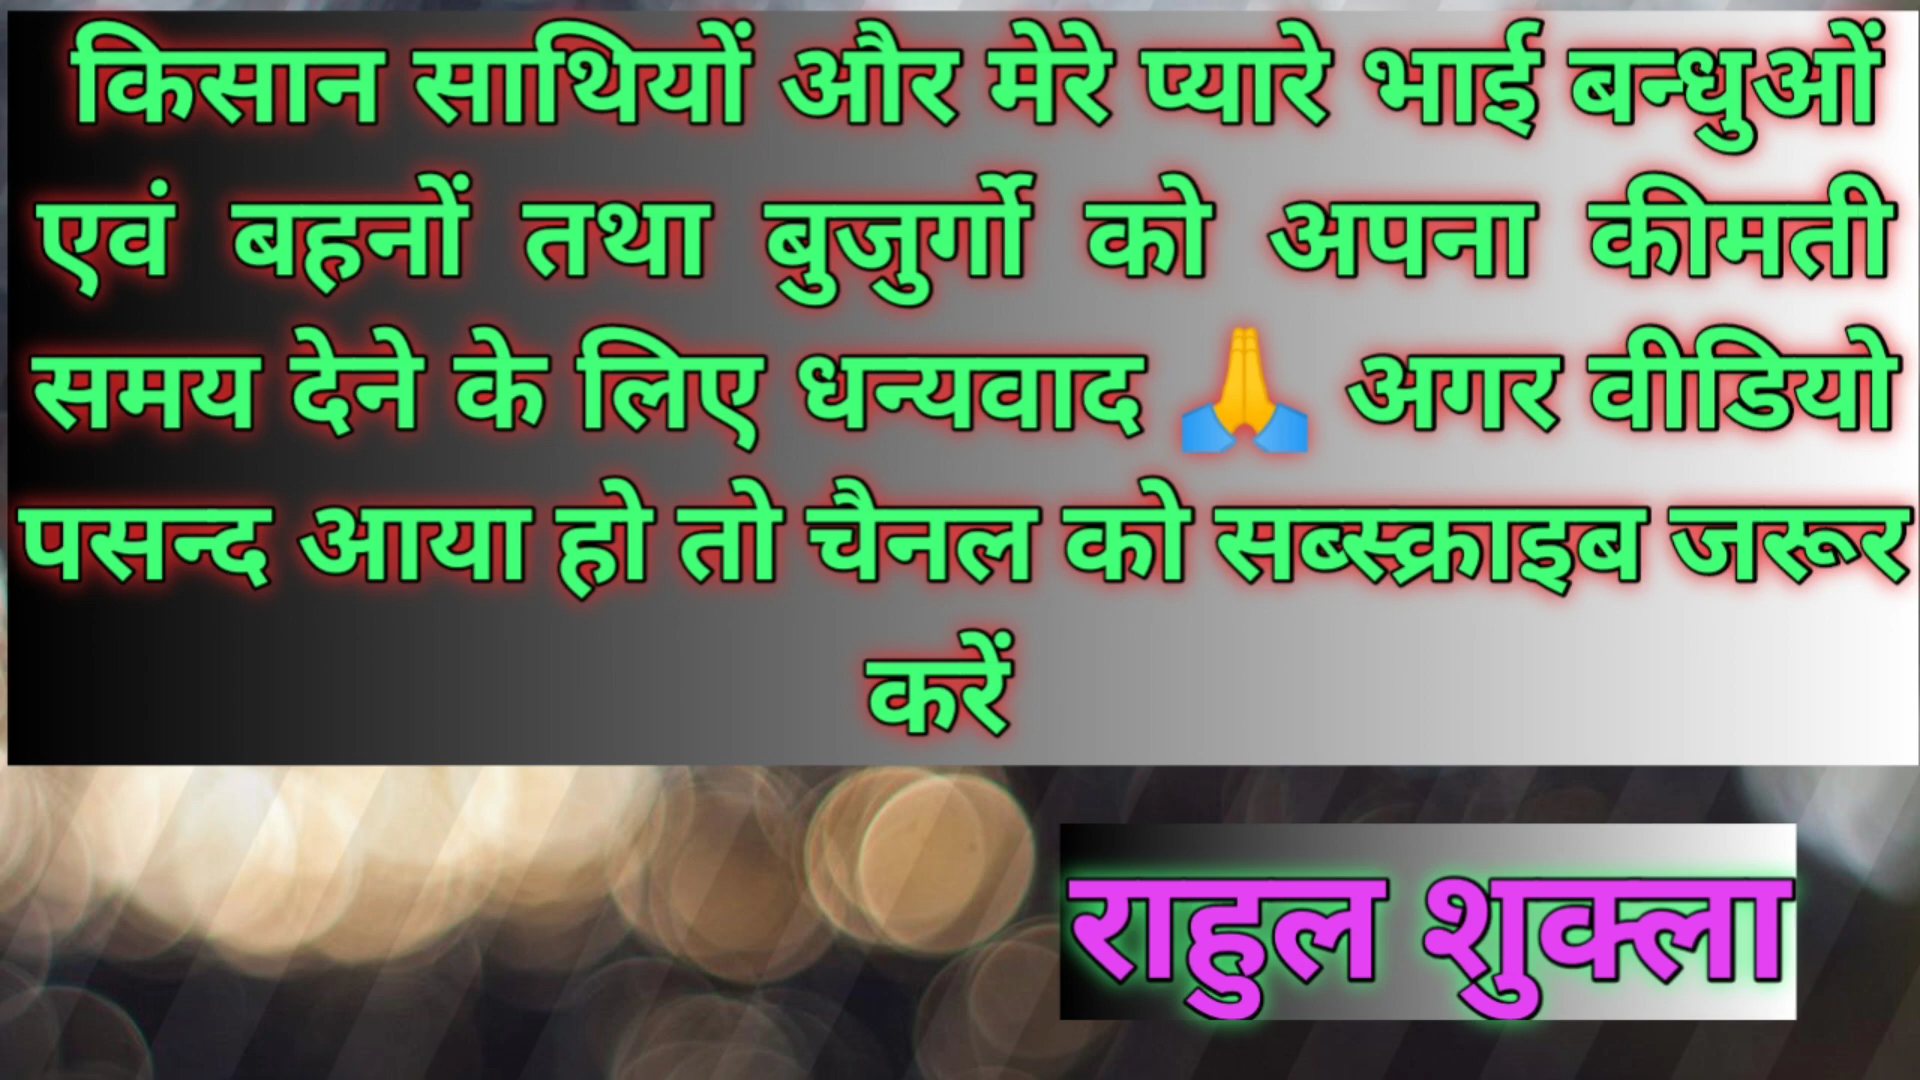 किसान साथियों और मेरे प्यारे भाई बन्धुओं
एवं बहनों तथा बुजुर्गो को अपना कीमती
समय देने के लिए धन्यवाद 🙏 अगर वीडियो
पसन्द आया हो तो चैनल को सब्स्क्राइब जरूर
करें
राहुल शुक्ला